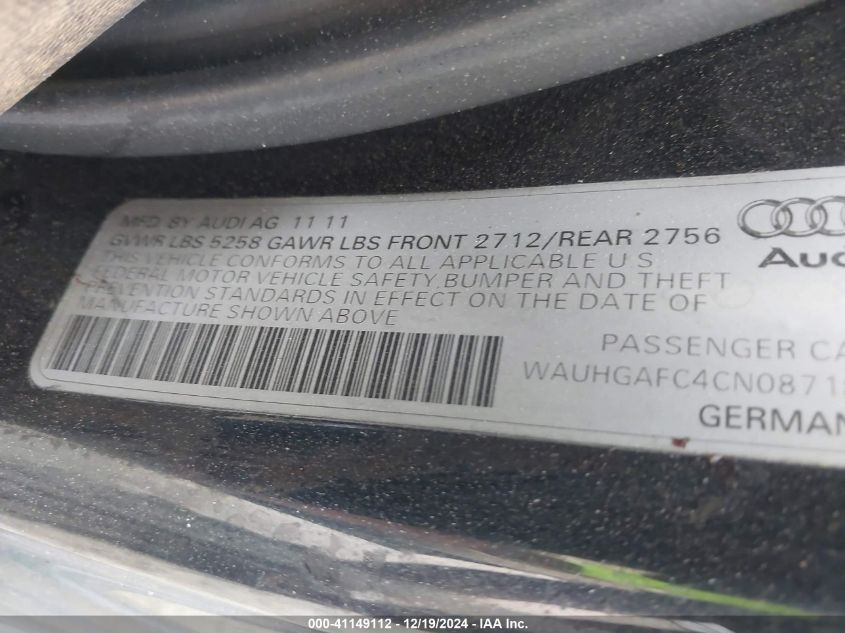 MFD. BY AUDI AG 11 11
GVWR LBS 5258 GAWR LBS FRONT 2712/REAR 2756
THIS VEHICLE CONFORMS TO ALL APPLICABLE U S
FEDERAL MOTOR VEHICLE SAFETY, BUMPER AND THEFT
PREVENTION STANDARDS IN EFFECT ON THE DATE OF
MANUFACTURE SHOWN ABOVE
Aud
PASSENGER CA
WAUHGAFC4CN0871
GERMAN
000-41149112 - 12/19/2024 - IAA Inc.